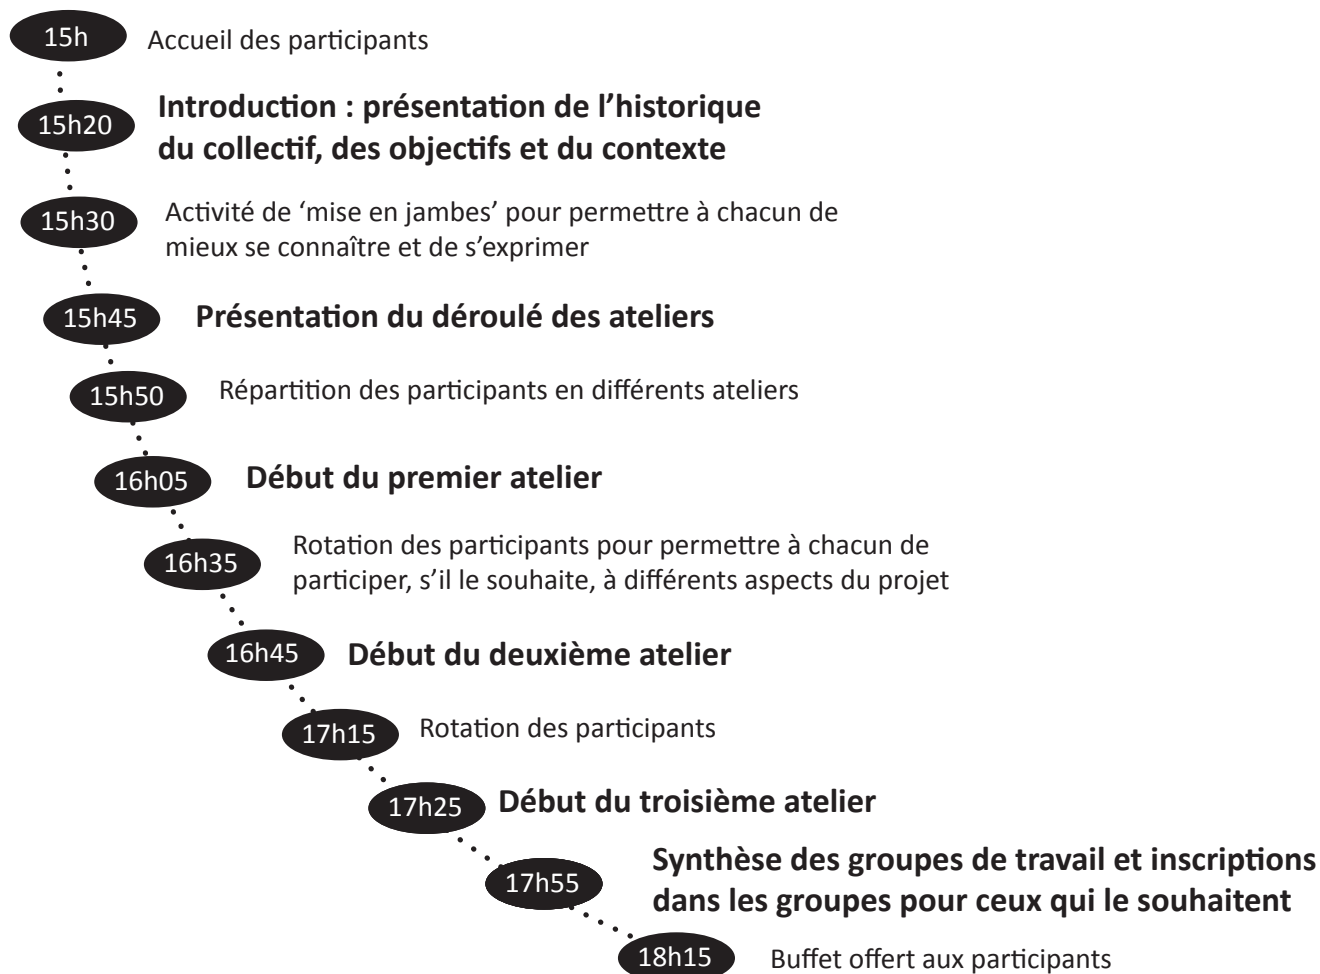 15h
Accueil des participants
15h20
Introduction : présentation de l’historique
du collectif, des objectifs et du contexte
15h30
Activité de ‘mise en jambes’ pour permettre à chacun de
mieux se connaître et de s’exprimer
15h45
Présentation du déroulé des ateliers
15h50
Répartition des participants en différents ateliers
16h05
Début du premier atelier
16h35
Rotation des participants pour permettre à chacun de
participer, s’il le souhaite, à différents aspects du projet
16h45
Début du deuxième atelier
17h15
Rotation des participants
17h25
Début du troisième atelier
17h55
Synthèse des groupes de travail et inscriptions
dans les groupes pour ceux qui le souhaitent
18h15
Buffet offert aux participants